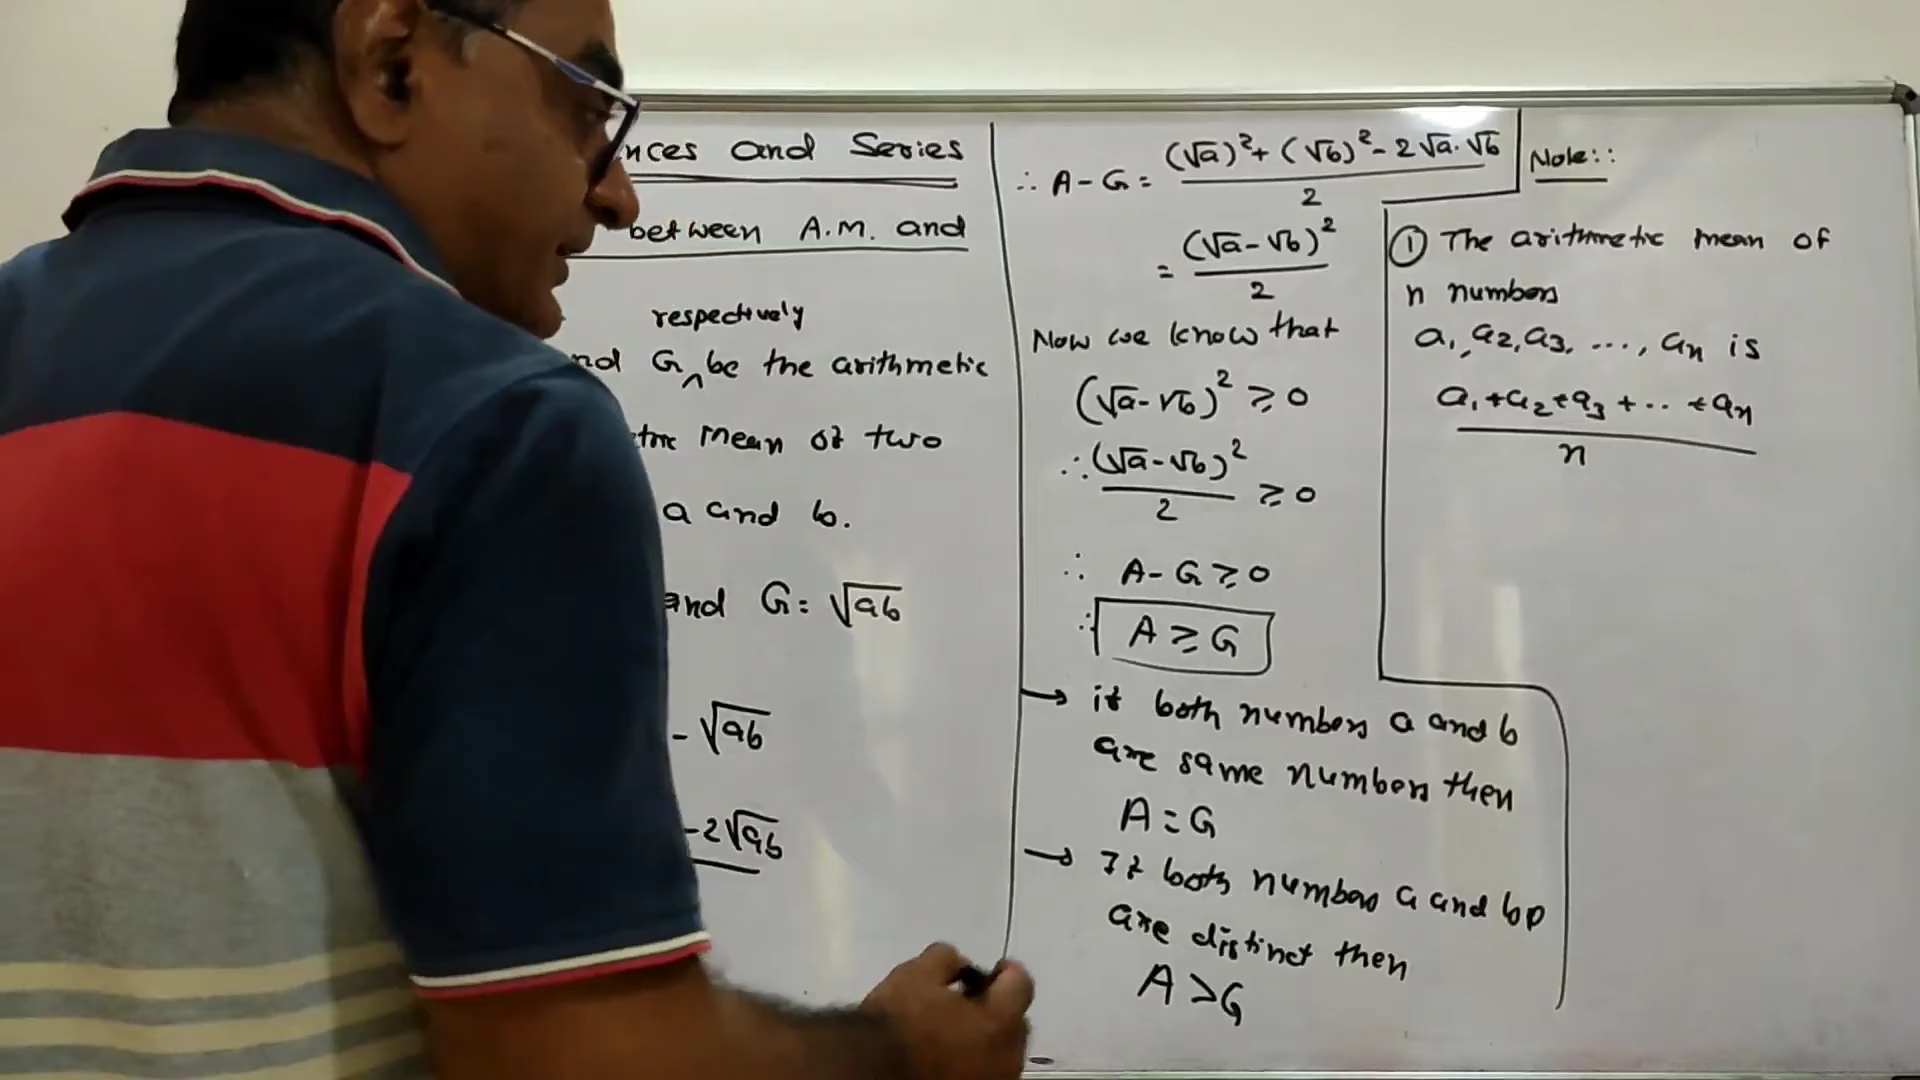 and Series
between A.M. and
respectively
G be the arithmetic
mean of two
a and b.
and G = √ab
- √ab
-2√ab
∴ A - G = (√a)² + (√b)² - 2√a · √b
2
= (√a - √b)²
2
Now we know that
(√a - √b)² ≥ 0
∴ (√a - √b)²
2 ≥ 0
∴ A - G ≥ 0
∴ A ≥ G
→ if both numbers a and b
are same numbers then
A = G
→ If both numbers a and b
are distinct then
A > G
Note::
① The arithmetic mean of
n numbers
a₁, a₂, a₃, ..., aₙ is
a₁ + a₂ + a₃ + .. + aₙ
n